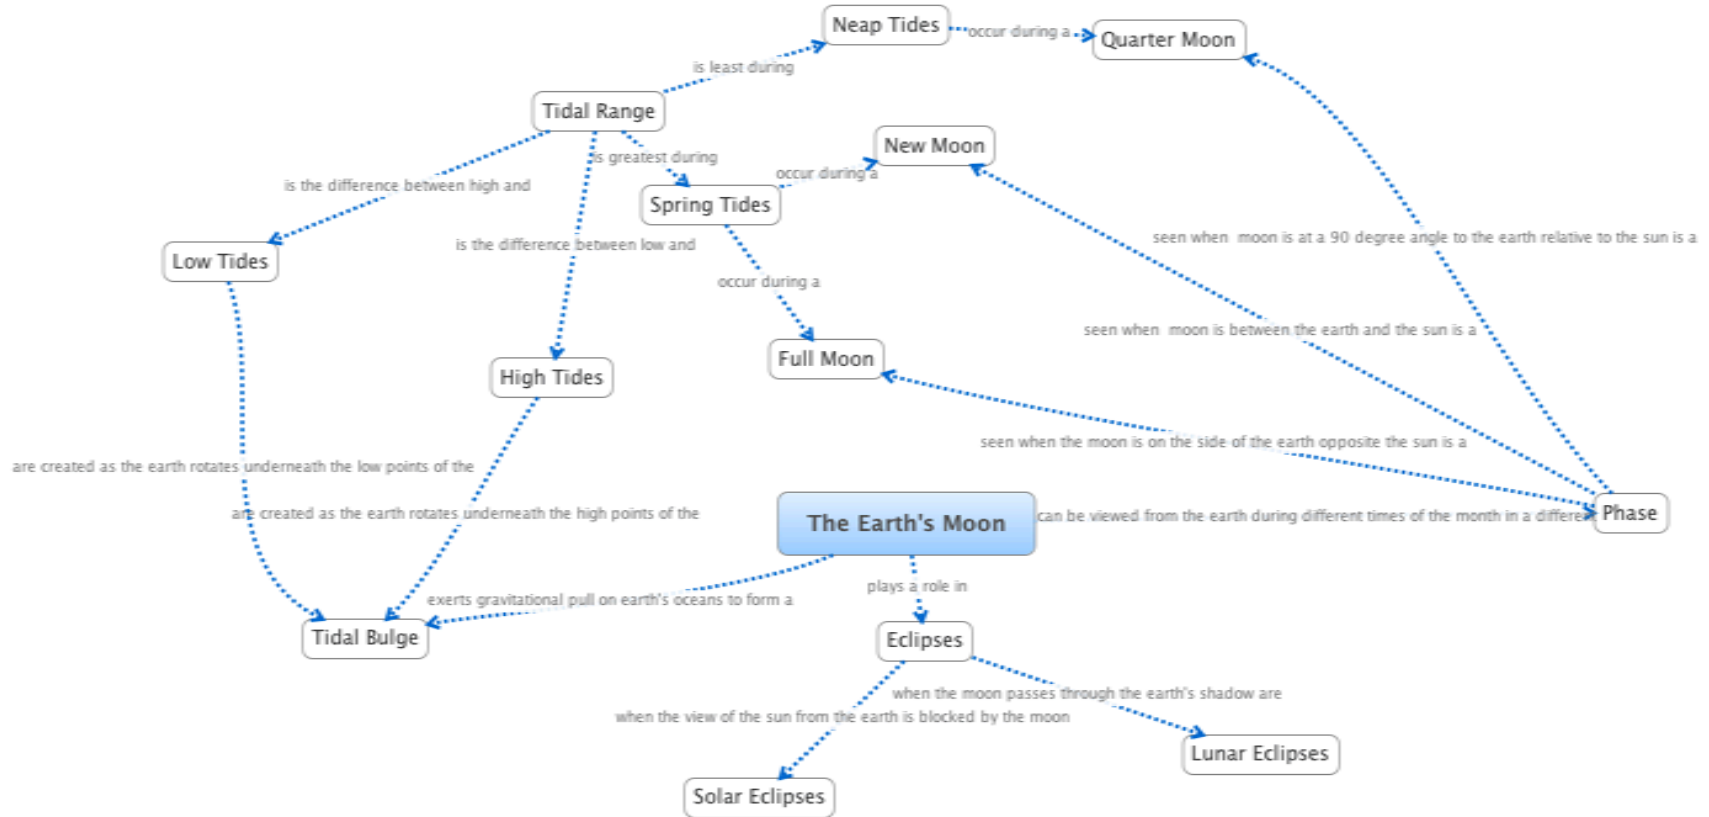 Neap Tides
occur during a
Quarter Moon
is least during
Tidal Range
New Moon
is greatest during
occur during a
is the difference between high and
Spring Tides
seen when moon is at a 90 degree angle to the earth relative to the sun is a
is the difference between low and
Low Tides
occur during a
seen when moon is between the earth and the sun is a
Full Moon
High Tides
seen when the moon is on the side of the earth opposite the sun is a
are created as the earth rotates underneath the low points of the
are created as the earth rotates underneath the high points of the
The Earth's Moon
can be viewed from the earth during different times of the month in a differe
Phase
plays a role in
exerts gravitational pull on earth's oceans to form a
Tidal Bulge
Eclipses
when the moon passes through the earth's shadow are
when the view of the sun from the earth is blocked by the moon
Lunar Eclipses
Solar Eclipses